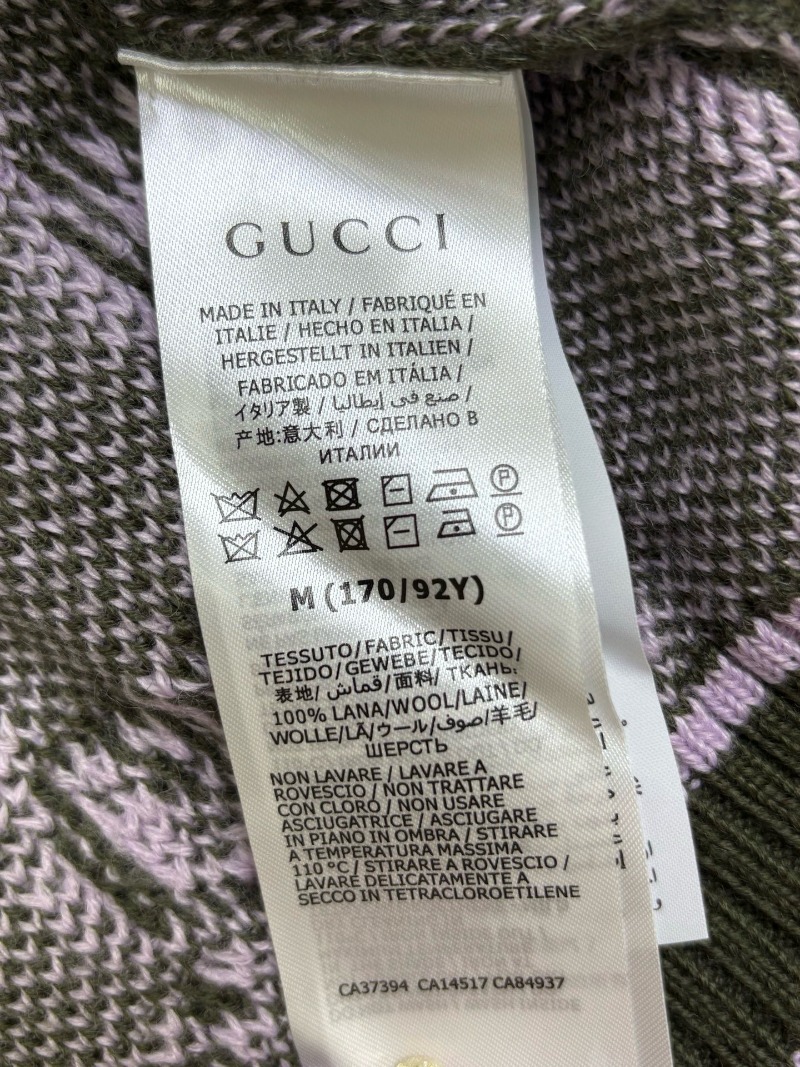 GUCCI
MADE IN ITALY / FABRIQUÉ EN
ITALIE / HECHO EN ITALIA /
HERGESTELLT IN ITALIEN /
FABRICADO EM ITÁLIA /
イタリア製 / صنع في إيطاليا /
产地:意大利 / СДЕЛАНО В
ИТАЛИИ
P
P
M (170/92Y)
TESSUTO/FABRIC/TISSU/
TEJIDO/GEWEBE/TECIDO/
表地/ قماش /面料/ ТКАНЬ:
100% LANA/WOOL/LAINE/
WOLLE/LÃ/ウール/صوف/羊毛/
ШЕРСТЬ
NON LAVARE / LAVARE A
ROVESCIO / NON TRATTARE
CON CLORO / NON USARE
ASCIUGATRICE / ASCIUGARE
IN PIANO IN OMBRA / STIRARE
A TEMPERATURA MASSIMA
110 °C / STIRARE A ROVESCIO /
LAVARE DELICATAMENTE A
SECCO IN TETRACLOROETILENE
CA37394 CA14517 CA84937